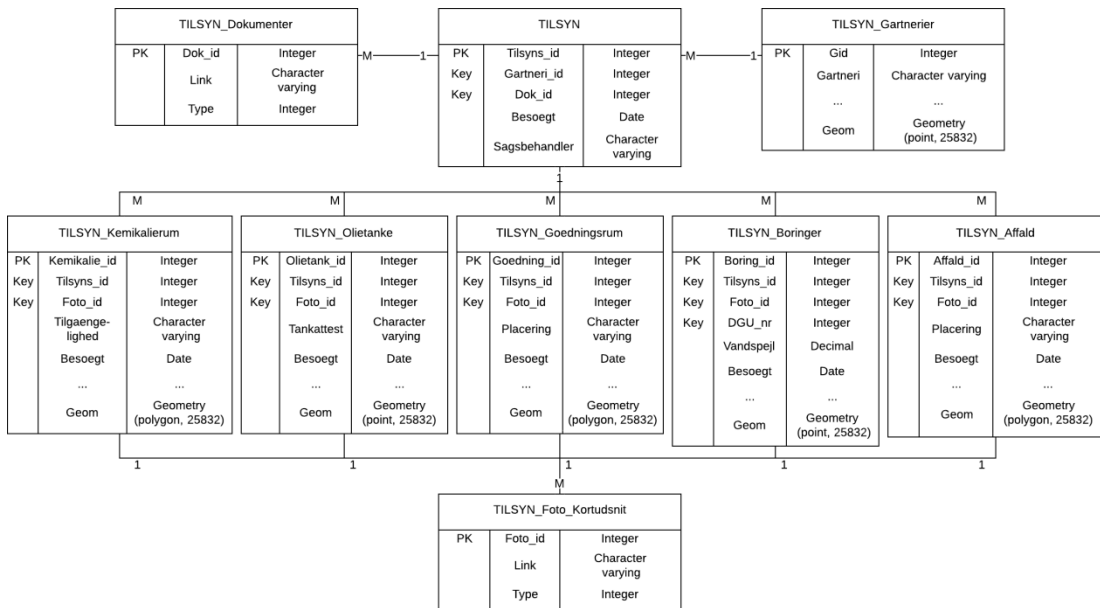 TILSYN_Dokumenter
PK Dok_id Integer
Link Character
varying
Type Integer
M 1
TILSYN
PK Tilsyns_id Integer
Key Gartneri_id Integer
Key Dok_id Integer
Besoegt Date
Sagsbehandler Character
varying
M 1
TILSYN_Gartnerier
PK Gid Integer
Gartneri Character varying
... ...
Geom Geometry
(point, 25832)
1
M M M M M
TILSYN_Kemikalierum
PK Kemikalie_id Integer
Key Tilsyns_id Integer
Key Foto_id Integer
Tilgaenge-
lighed Character
varying
Besoegt Date
... ...
Geom Geometry
(polygon, 25832)
TILSYN_Olietanke
PK Olietank_id Integer
Key Tilsyns_id Integer
Key Foto_id Integer
Tankattest Character
varying
Besoegt Date
... ...
Geom Geometry
(point, 25832)
TILSYN_Goedningsrum
PK Goedning_id Integer
Key Tilsyns_id Integer
Key Foto_id Integer
Placering Character
varying
Besoegt Date
... ...
Geom Geometry
(polygon, 25832)
TILSYN_Boringer
PK Boring_id Integer
Key Tilsyns_id Integer
Key Foto_id Integer
Key DGU_nr Integer
Vandspejl Decimal
Besoegt Date
... ...
Geom Geometry
(point, 25832)
TILSYN_Affald
PK Affald_id Integer
Key Tilsyns_id Integer
Key Foto_id Integer
Placering Character
varying
Besoegt Date
... ...
Geom Geometry
(polygon, 25832)
1 1 1 1 1
M
TILSYN_Foto_Kortudsnit
PK Foto_id Integer
Link Character
varying
Type Integer